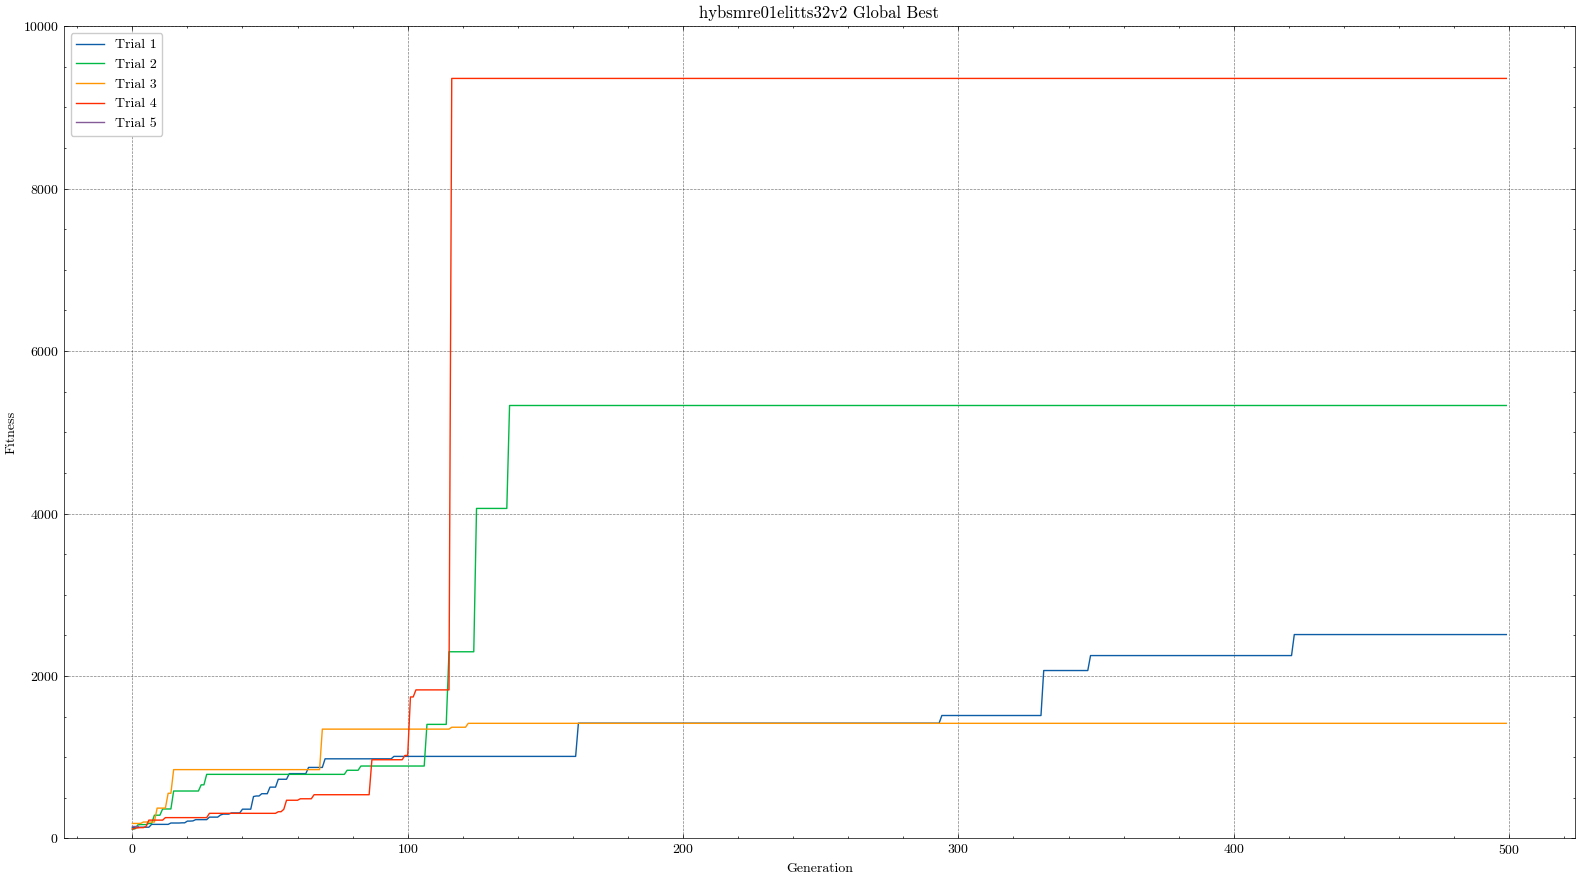 hybsmre01elitts32v2 Global Best
Trial 1
Trial 2
Trial 3
Trial 4
Trial 5
10000
8000
6000
4000
2000
0
Fitness
0
100
200
300
400
500
Generation